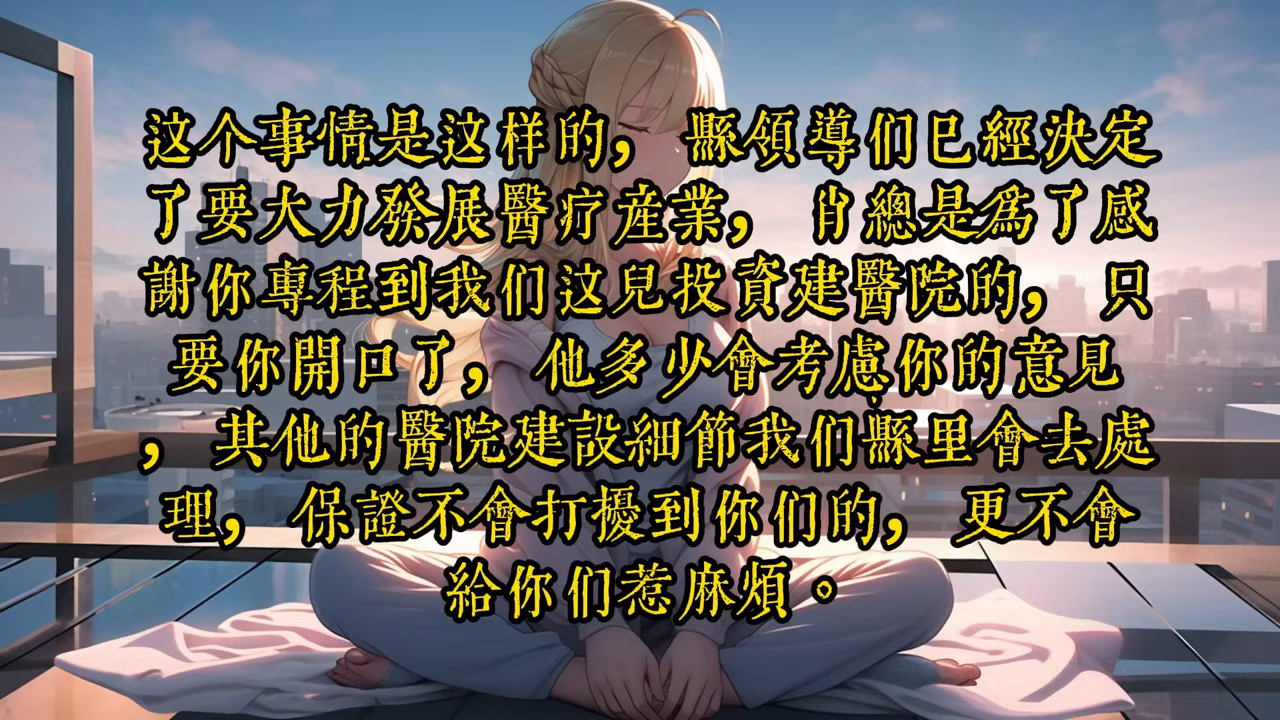 这个事情是这样的，縣領導们已經決定
了要大力發展醫疗産業，肖總是爲了感
謝你專程到我们这兒投資建醫院的，只
要你開口了，他多少會考慮你的意見
，其他的醫院建設細節我们縣里會去處
理，保證不會打擾到你们的，更不會
給你们惹麻煩。